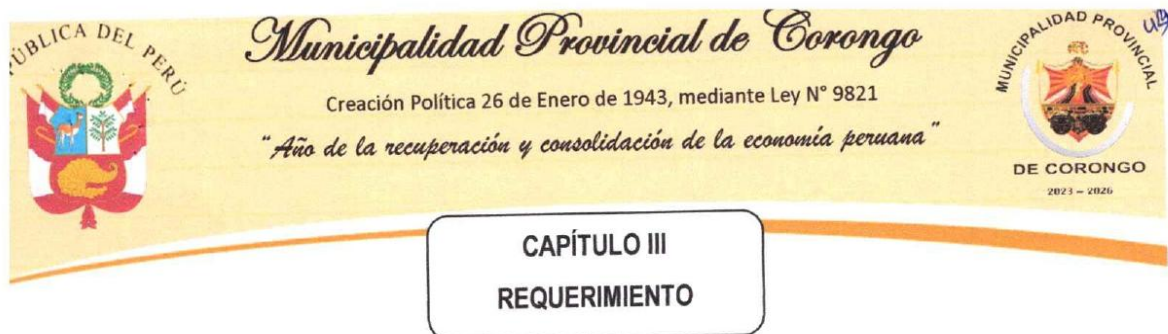 REPÚBLICA DEL PERÚ
Municipalidad Provincial de Corongo
Creación Política 26 de Enero de 1943, mediante Ley N° 9821
"Año de la recuperación y consolidación de la economía peruana"
MUNICIPALIDAD PROVINCIAL
DE CORONGO
2023 – 2026
CAPÍTULO III
REQUERIMIENTO